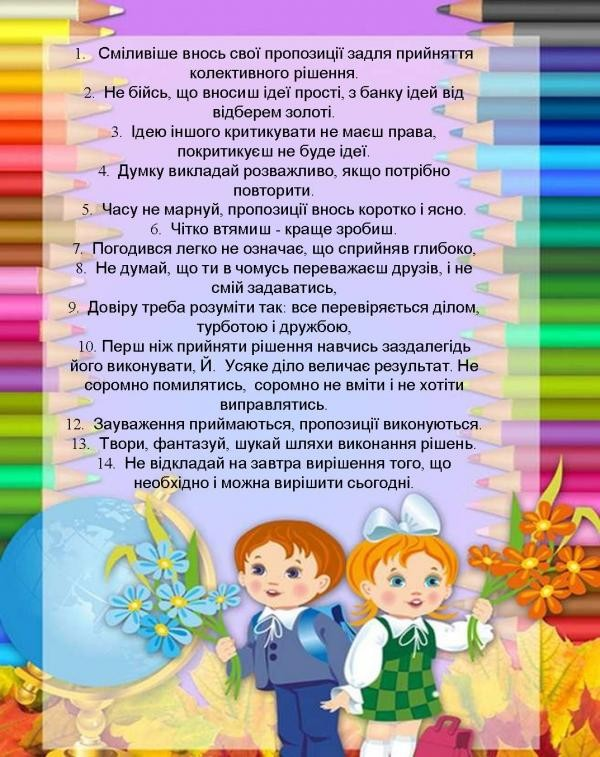 1. Сміливіше внось свої пропозиції задля прийняття
колективного рішення.
2. Не бійсь, що вносиш ідеї прості, з банку ідей від
відберем золоті.
3. Ідею іншого критикувати не маєш права,
покритикуєш не буде ідеї.
4. Думку викладай розважливо, якщо потрібно
повторити.
5. Часу не марнуй, пропозиції внось коротко і ясно.
6. Чітко втямиш - краще зробиш.
7. Погодився легко не означає, що сприйняв глибоко,
8. Не думай, що ти в чомусь переважаєш друзів, і не
смій задаватись,
9. Довіру треба розуміти так: все перевіряється ділом,
турботою і дружбою,
10. Перш ніж прийняти рішення навчись заздалегідь
його виконувати, Й. Усяке діло величає результат. Не
соромно помилятись, соромно не вміти і не хотіти
виправлятись.
12. Зауваження приймаються, пропозиції виконуються.
13. Твори, фантазуй, шукай шляхи виконання рішень.
14. Не відкладай на завтра вирішення того, що
необхідно і можна вирішити сьогодні.